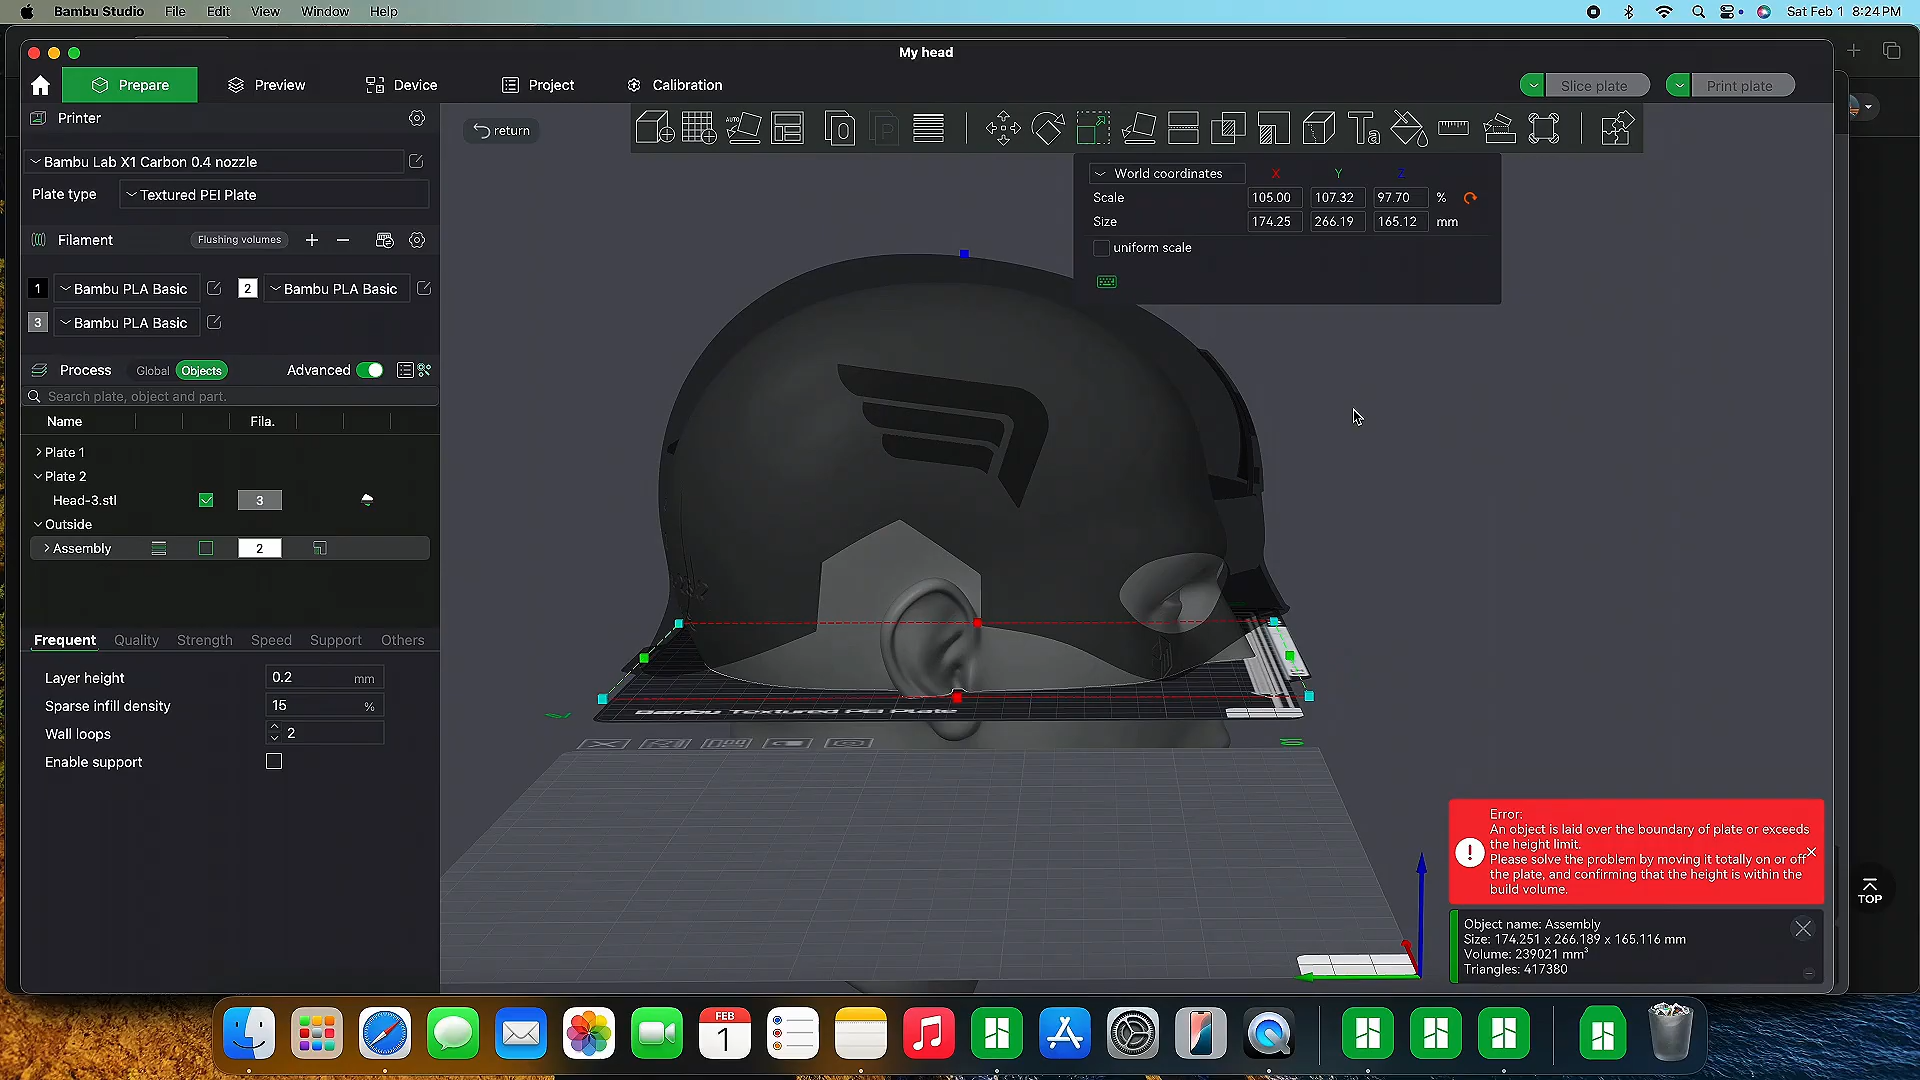 Bambu Studio File Edit View Window Help
Sat Feb 1 8:24 PM
My head
Prepare Preview Device Project Calibration
Slice plate Print plate
Printer
return
Bambu Lab X1 Carbon 0.4 nozzle
Plate type Textured PEI Plate
Filament Flushing volumes
1 Bambu PLA Basic 2 Bambu PLA Basic
3 Bambu PLA Basic
Process Global Objects Advanced
Search plate, object and part.
Name Fila.
Plate 1
Plate 2
Head-3.stl 3
Outside
Assembly 2
Frequent Quality Strength Speed Support Others
Layer height 0.2 mm
Sparse infill density 15 %
Wall loops 2
Enable support
AUTO
World coordinates X Y Z
Scale 105.00 107.32 97.70 %
Size 174.25 266.19 165.12 mm
uniform scale
Bambu Textured PEI Plate
Error:
An object is laid over the boundary of plate or exceeds
the height limit.
Please solve the problem by moving it totally on or off
the plate, and confirming that the height is within the
build volume.
Object name: Assembly
Size: 174.251 x 266.189 x 165.116 mm
Volume: 239021 mm³
Triangles: 417380
TOP
FEB
1